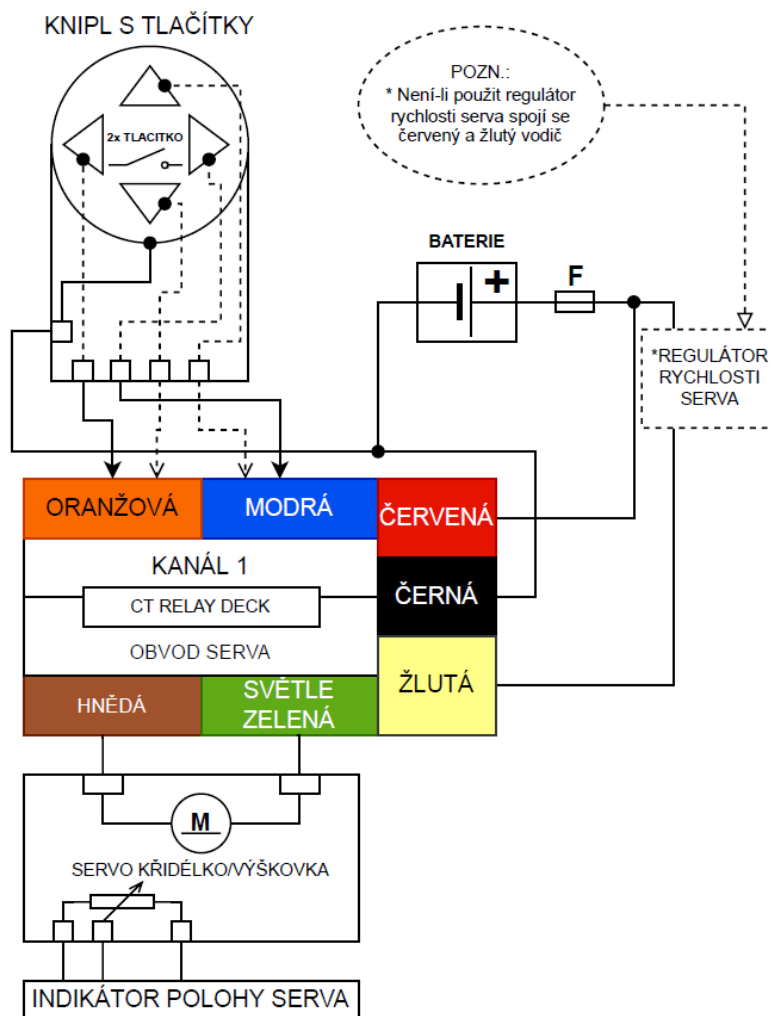 KNIPL S TLAČÍTKY
2x TLACITKO
POZN.:
* Není-li použit regulátor
rychlosti serva spojí se
červený a žlutý vodič
BATERIE
+
F
*REGULÁTOR
RYCHLOSTI
SERVA
ORANŽOVÁ
MODRÁ
ČERVENÁ
KANÁL 1
CT RELAY DECK
ČERNÁ
OBVOD SERVA
HNĚDÁ
SVĚTLE
ZELENÁ
ŽLUTÁ
M
SERVO KŘIDÉLKO/VÝŠKOVKA
INDIKÁTOR POLOHY SERVA